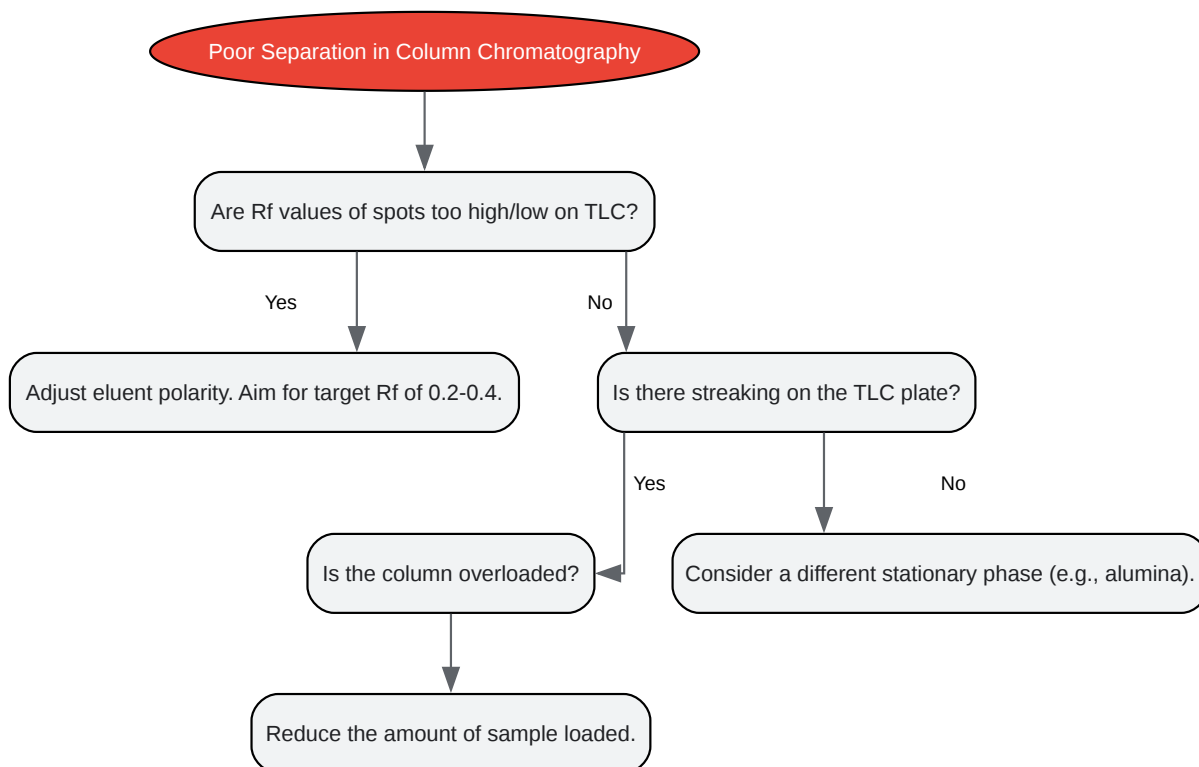 Poor Separation in Column Chromatography
Are Rf values of spots too high/low on TLC?
Yes
No
Adjust eluent polarity. Aim for target Rf of 0.2-0.4.
Is there streaking on the TLC plate?
Yes
No
Is the column overloaded?
Consider a different stationary phase (e.g., alumina).
Reduce the amount of sample loaded.